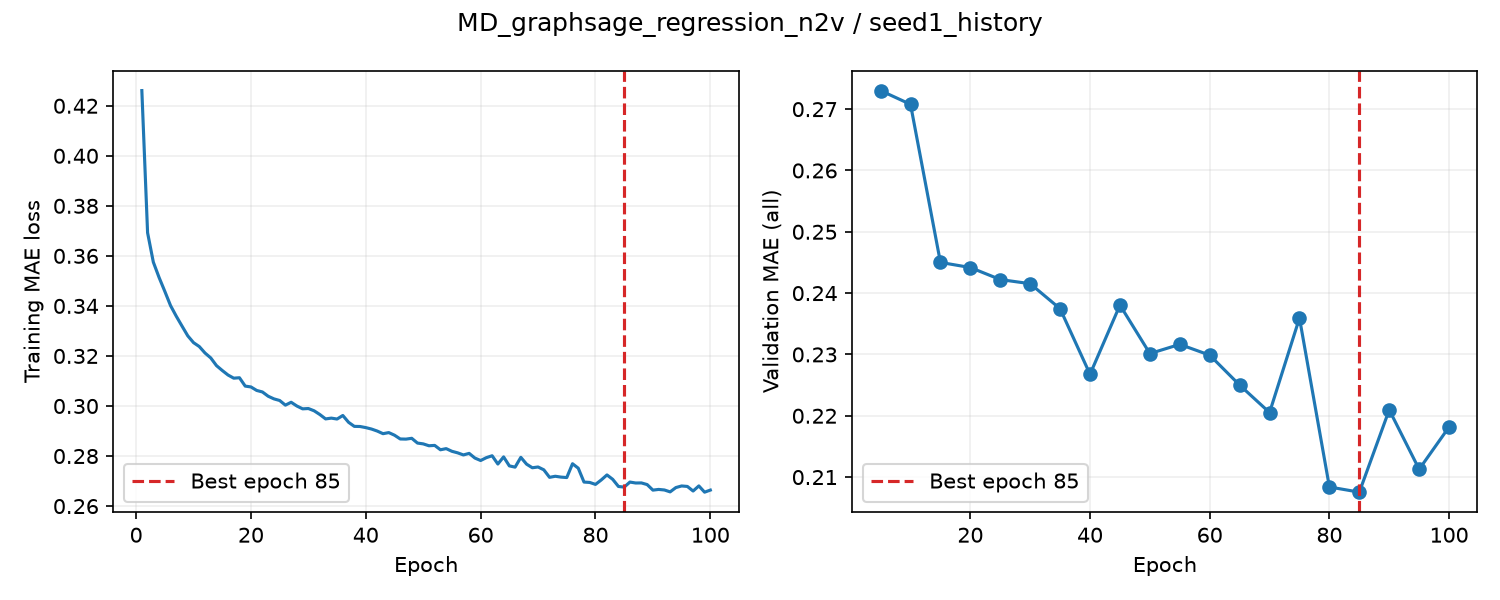 MD_graphsage_regression_n2v / seed1_history
Training MAE loss
0.42
0.40
0.38
0.36
0.34
0.32
0.30
0.28
0.26
Best epoch 85
0 20 40 60 80 100
Epoch
Validation MAE (all)
0.27
0.26
0.25
0.24
0.23
0.22
0.21
Best epoch 85
20 40 60 80 100
Epoch